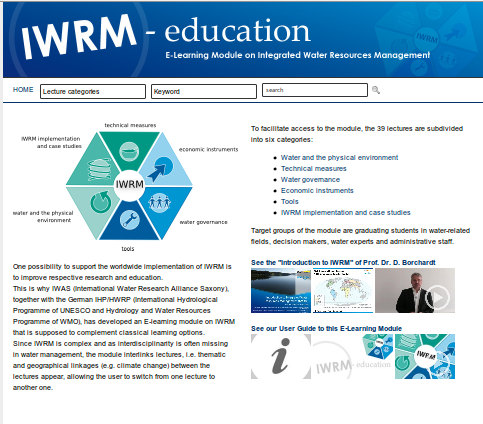 IWRM - education
E-Learning Module on Integrated Water Resources Management
HOME
Lecture categories
Keyword
search
technical measures
IWRM implementation
and case studies
economic instruments
IWRM
water and the physical
environment
water governance
tools
One possibility to support the worldwide implementation of IWRM is
to improve respective research and education.
This is why IWAS (International Water Research Alliance Saxony),
together with the German IHP/HWRP (International Hydrological
Programme of UNESCO and Hydrology and Water Resources
Programme of WMO), has developed an E-learning module on IWRM
that is supposed to complement classical learning options.
Since IWRM is complex and as interdisciplinarity is often missing
in water management, the module interlinks lectures, i.e. thematic
and geographical linkages (e.g. climate change) between the
lectures appear, allowing the user to switch from one lecture to
another one.
To facilitate access to the module, the 39 lectures are subdivided
into six categories:
Water and the physical environment
Technical measures
Water governance
Economic instruments
Tools
IWRM implementation and case studies
Target groups of the module are graduating students in water-related
fields, decision makers, water experts and administrative staff.
See the "Introduction to IWRM" of Prof. Dr. D. Borchardt
See our User Guide to this E-Learning Module
i
IWRM - education
IWRM